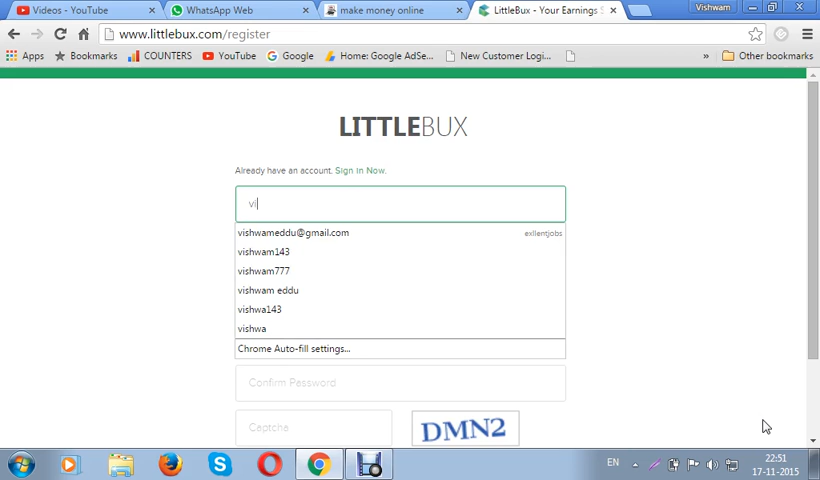 Videos - YouTube
WhatsApp Web
make money online
LittleBux - Your Earnings S
Vishwam
www.littlebux.com/register
Apps
Bookmarks
COUNTERS
YouTube
Google
Home: Google AdSe...
New Customer Logi...
»
Other bookmarks
LITTLEBUX
Already have an account. Sign In Now.
vi
vishwameddu@gmail.com
exllentjobs
vishwam143
vishwam777
vishwam eddu
vishwa143
vishwa
Chrome Auto-fill settings...
Confirm Password
Captche
DMN2
EN
22:51
17-11-2015